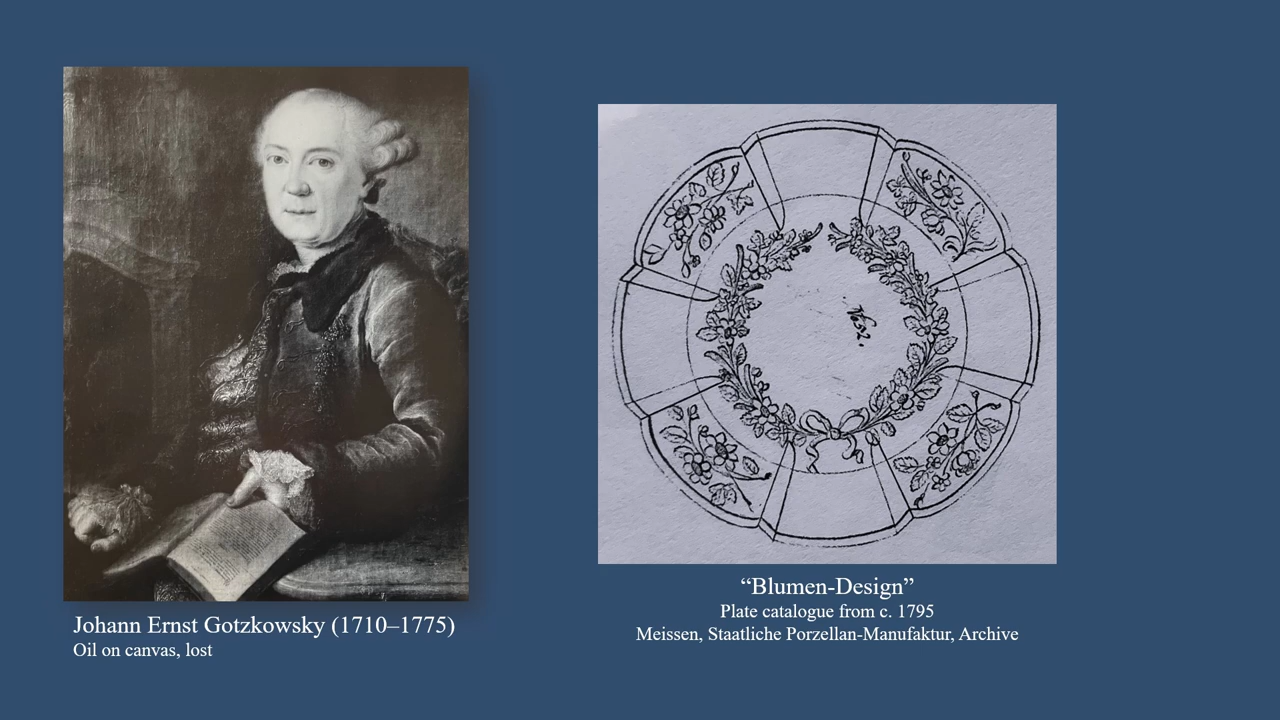 Johann Ernst Gotzkowsky (1710–1775)
Oil on canvas, lost
“Blumen-Design”
Plate catalogue from c. 1795
Meissen, Staatliche Porzellan-Manufaktur, Archive